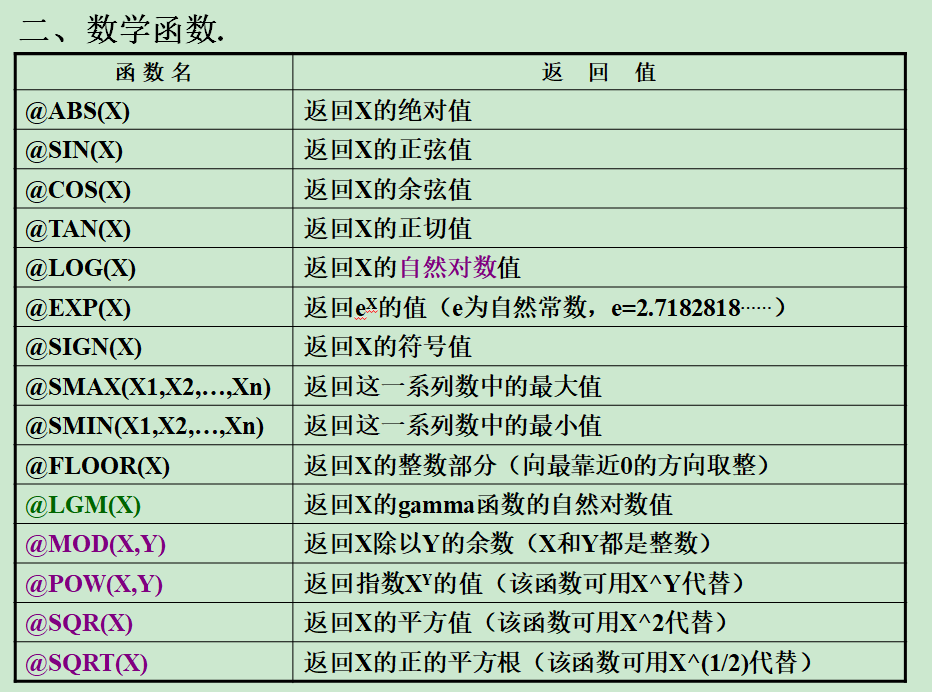 二、数学函数.
函 数 名 返 回 值
@ABS(X) 返回X的绝对值
@SIN(X) 返回X的正弦值
@COS(X) 返回X的余弦值
@TAN(X) 返回X的正切值
@LOG(X) 返回X的自然对数值
@EXP(X) 返回eˣ的值（e为自然常数，e=2.7182818……）
@SIGN(X) 返回X的符号值
@SMAX(X1,X2,…,Xn) 返回这一系列数中的最大值
@SMIN(X1,X2,…,Xn) 返回这一系列数中的最小值
@FLOOR(X) 返回X的整数部分（向最靠近0的方向取整）
@LGM(X) 返回X的gamma函数的自然对数值
@MOD(X,Y) 返回X除以Y的余数（X和Y都是整数）
@POW(X,Y) 返回指数Xʸ的值（该函数可用X^Y代替）
@SQR(X) 返回X的平方值（该函数可用X^2代替）
@SQRT(X) 返回X的正的平方根（该函数可用X^(1/2)代替）